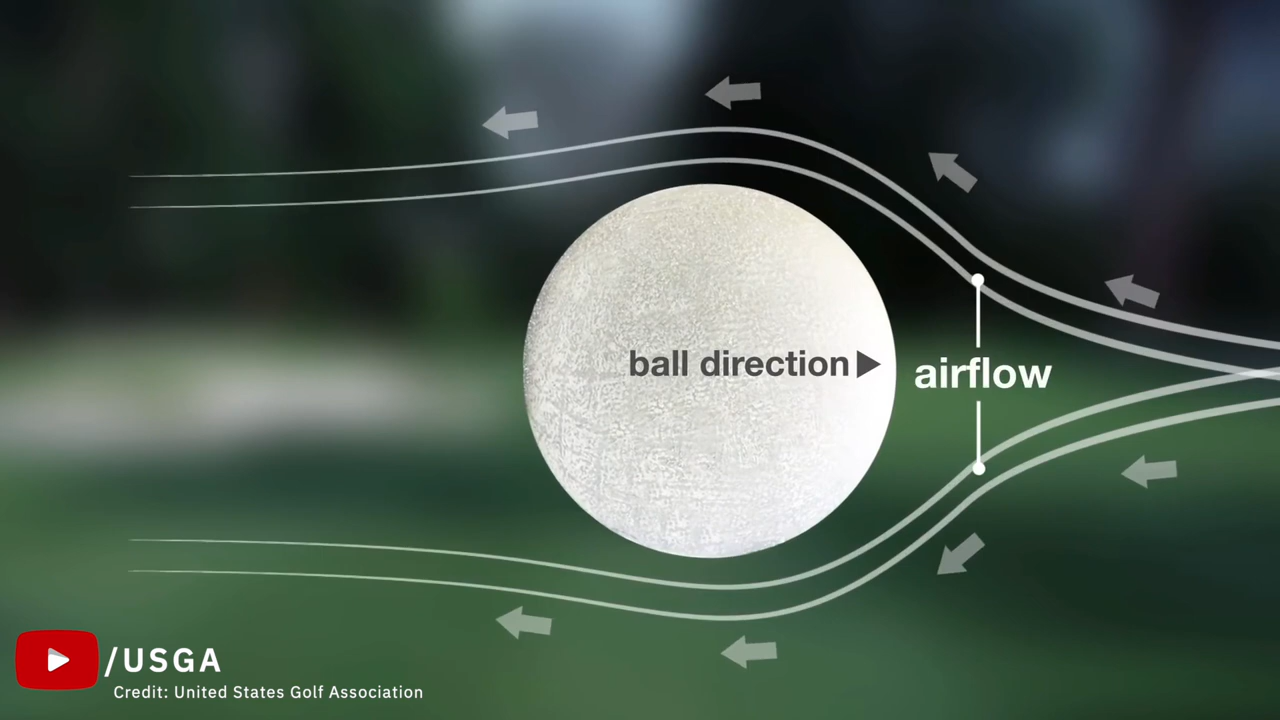 ball direction
airflow
/USGA
Credit: United States Golf Association